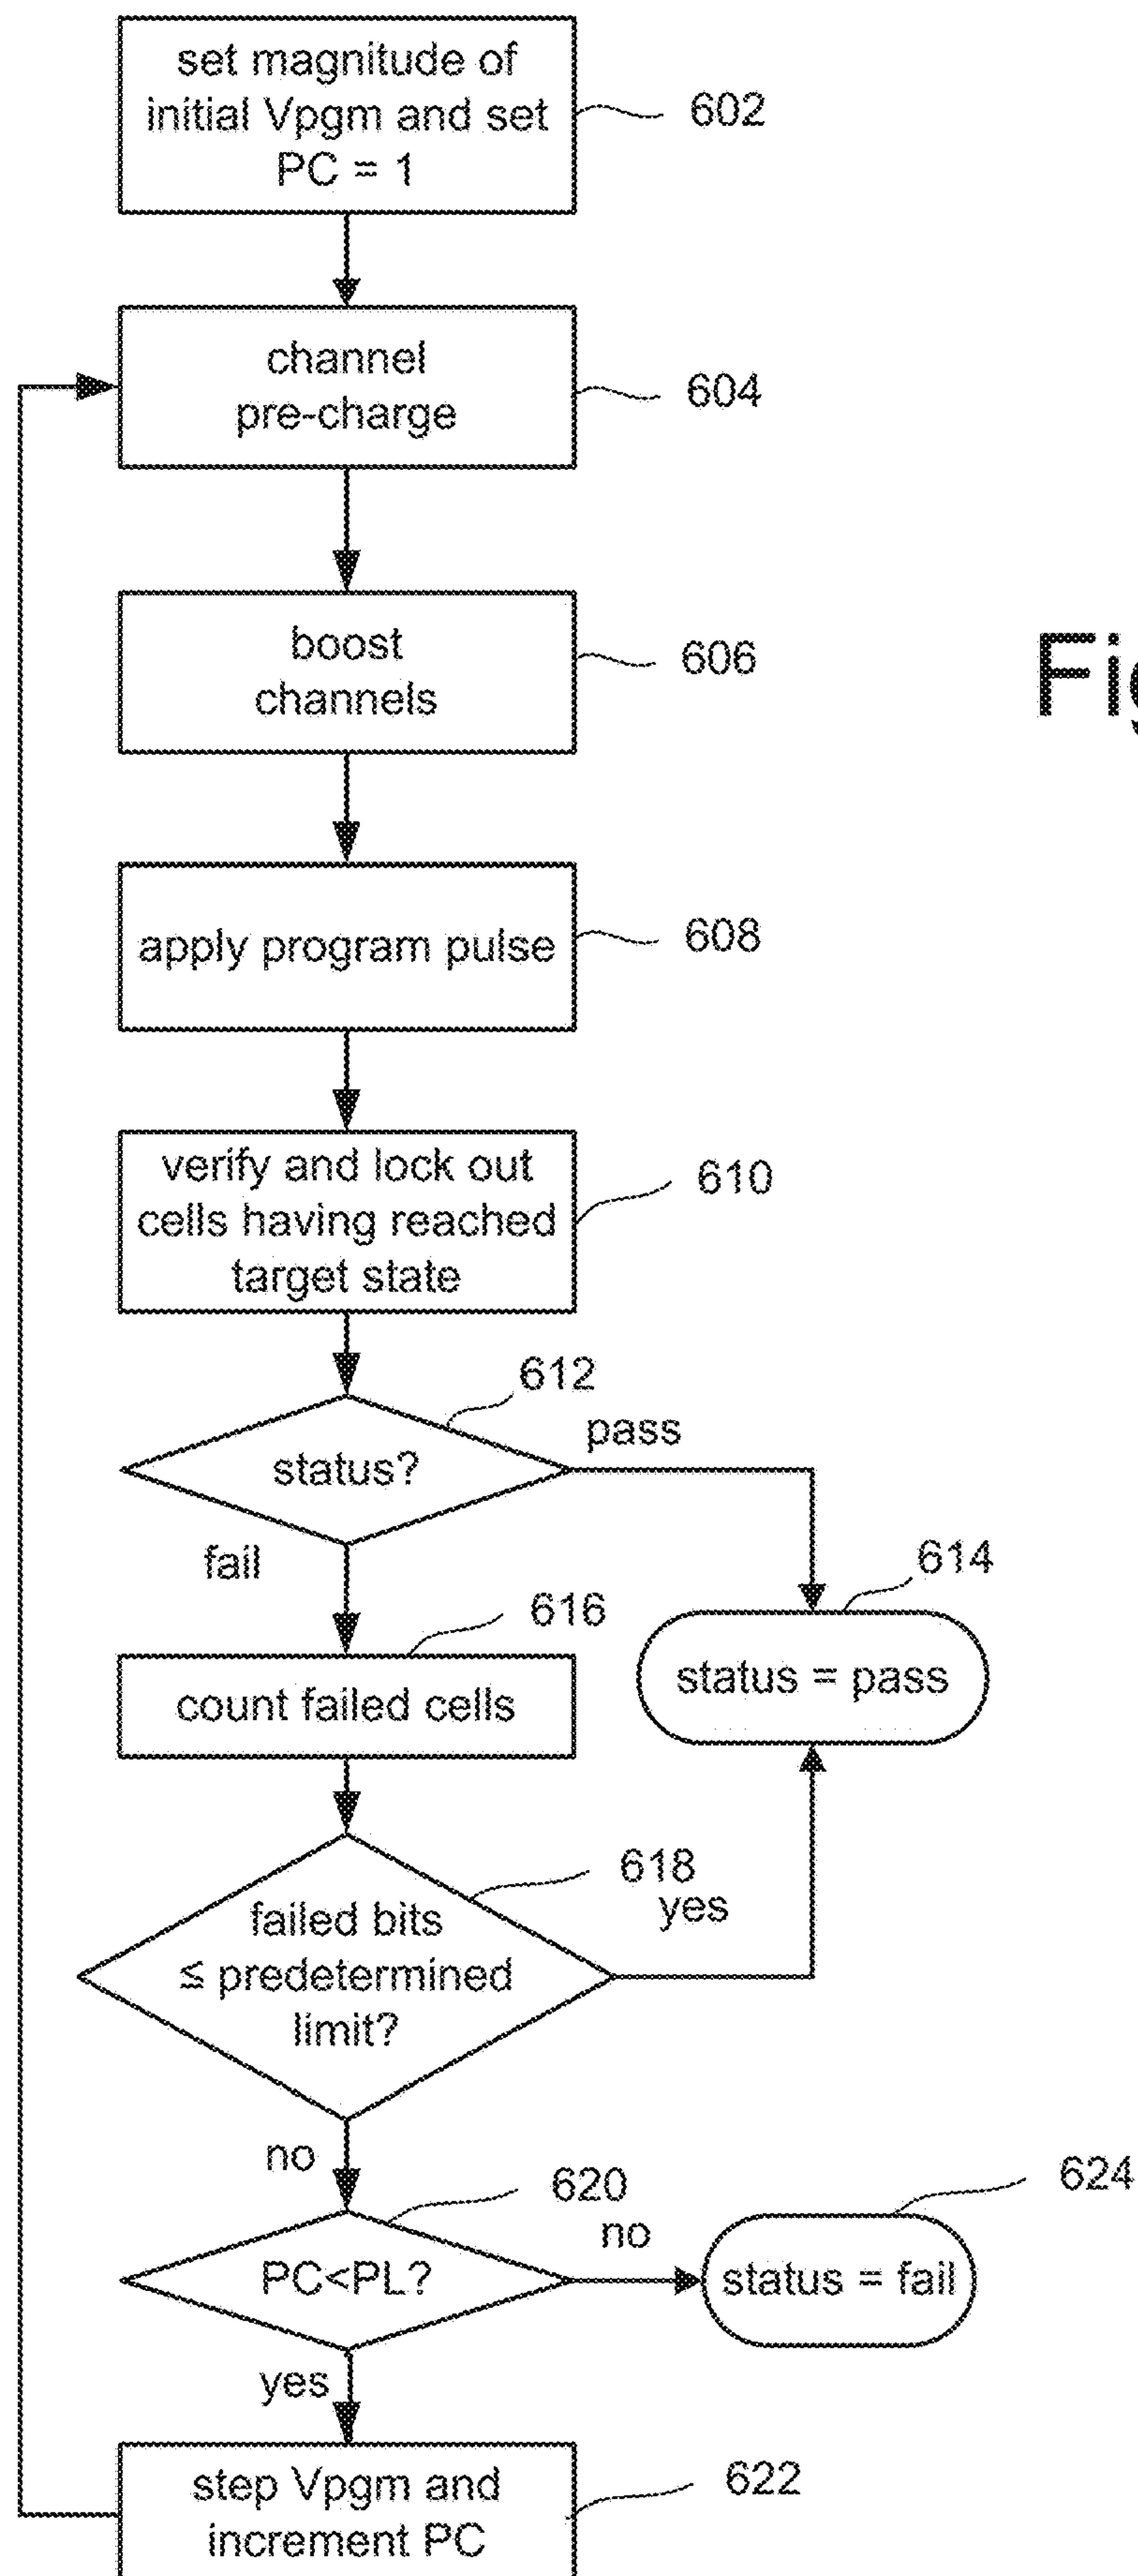 set magnitude of
initial Vpgm and set
PC = 1
602
channel
pre-charge
604
boost
channels
606
Fig
apply program pulse
608
verify and lock out
cells having reached
target state
610
612
status?
pass
fail
614
status = pass
616
count failed cells
618
failed bits
≤ predetermined
limit?
yes
no
620
PC<PL?
no
624
status = fail
yes
step Vpgm and
increment PC
622